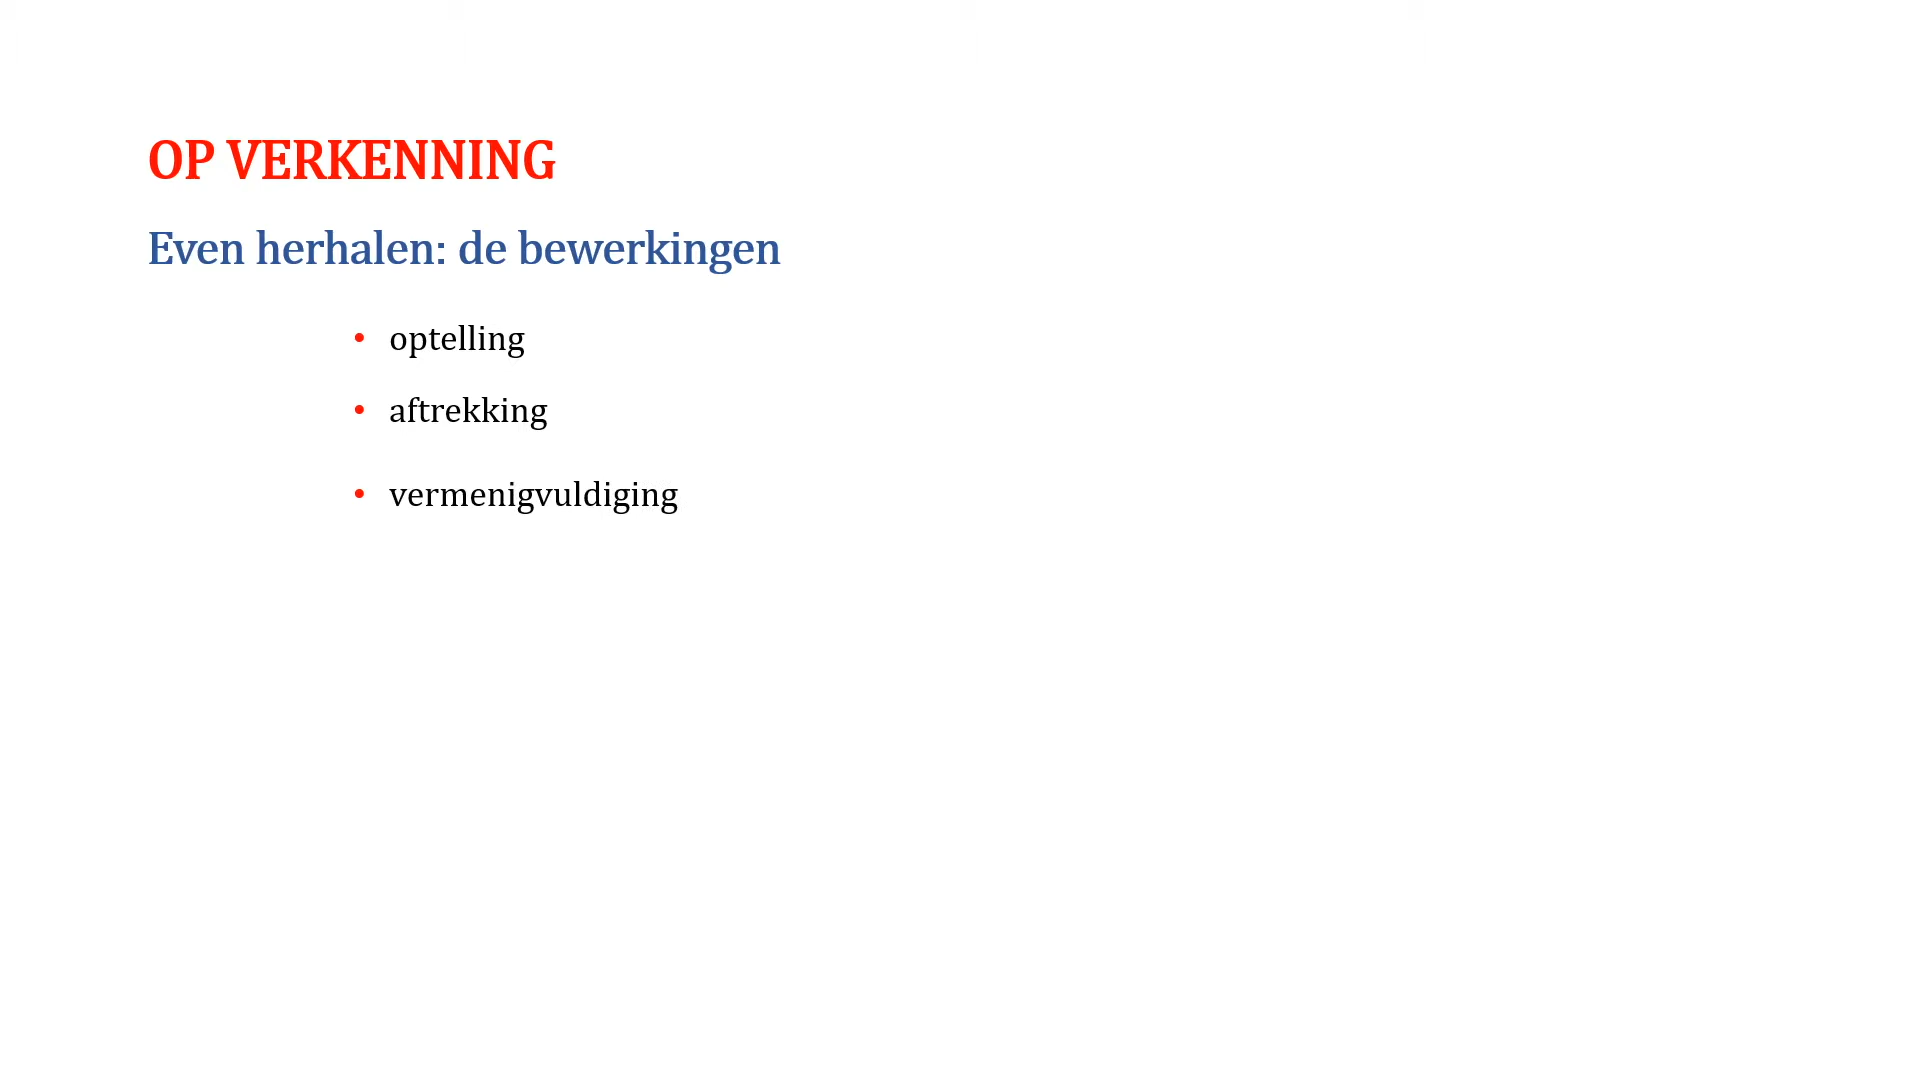 OP VERKENNING
Even herhalen: de bewerkingen
• optelling
• aftrekking
• vermenigvuldiging